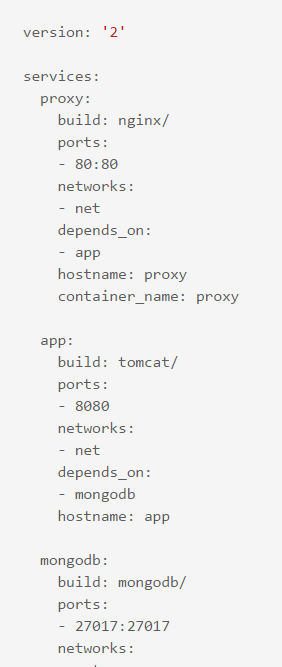 version: '2'

services:
  proxy:
    build: nginx/
    ports:
    - 80:80
    networks:
    - net
    depends_on:
    - app
    hostname: proxy
    container_name: proxy

  app:
    build: tomcat/
    ports:
    - 8080
    networks:
    - net
    depends_on:
    - mongodb
    hostname: app

  mongodb:
    build: mongodb/
    ports:
    - 27017:27017
    networks: